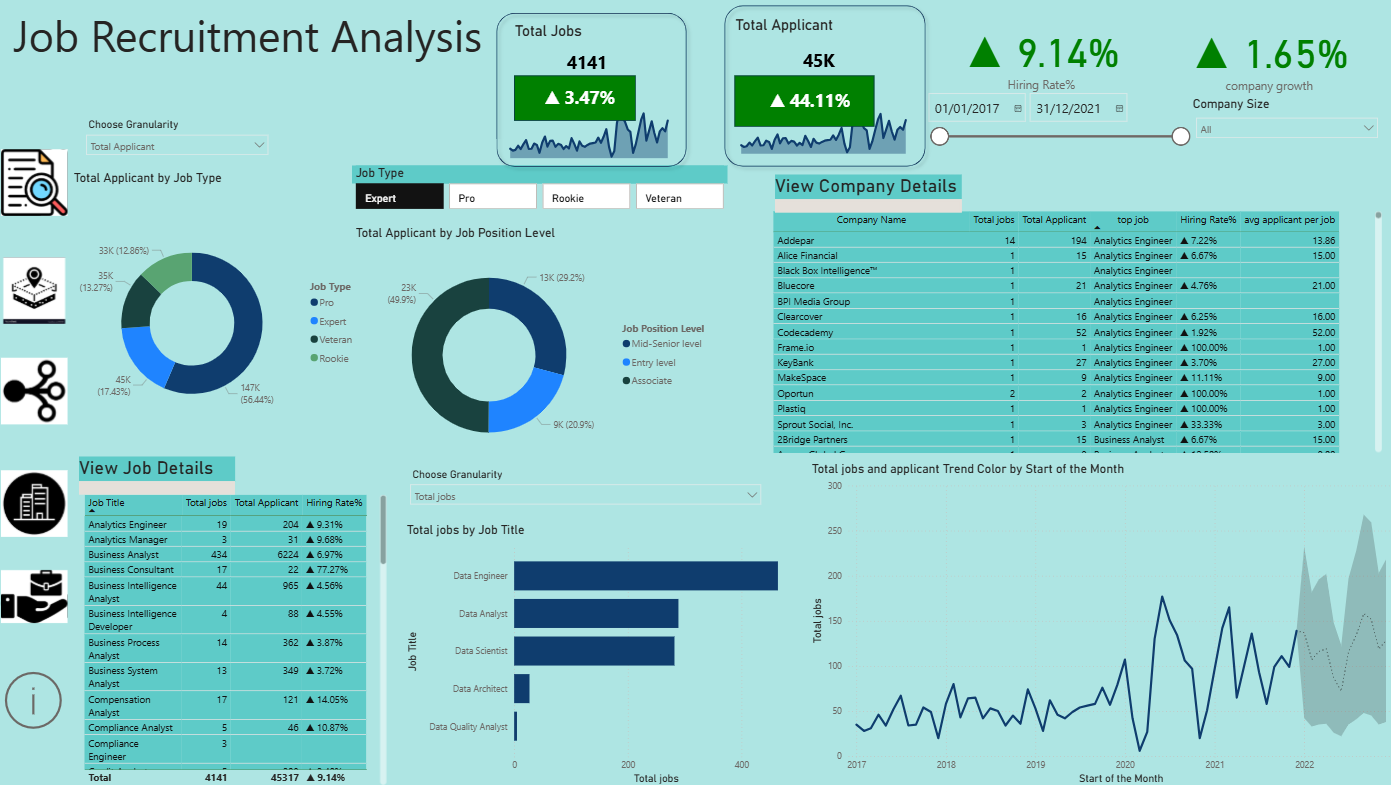 Job Recruitment Analysis
Total Jobs
4141
▲ 3.47%
Total Applicant
45K
▲ 44.11%
▲ 9.14%
Hiring Rate%
01/01/2017 31/12/2021
▲ 1.65%
company growth
Company Size
All
Choose Granularity
Total Applicant
Total Applicant by Job Type
33K (12.86%)
35K
(13.27%)
45K
(17.43%)
147K
(56.44%)
Job Type
Pro
Expert
Veteran
Rookie
Job Type
Expert Pro Rookie Veteran
Total Applicant by Job Position Level
23K
(49.9%)
13K (29.2%)
9K (20.9%)
Job Position Level
Mid-Senior level
Entry level
Associate
View Company Details
Company Name Total jobs Total Applicant top job Hiring Rate% avg applicant per job
Addepar 14 194 Analytics Engineer ▲ 7.22% 13.86
Alice Financial 1 15 Analytics Engineer ▲ 6.67% 15.00
Black Box Intelligence™ 1 Analytics Engineer
Bluecore 1 21 Analytics Engineer ▲ 4.76% 21.00
BPI Media Group 1 Analytics Engineer
Clearcover 1 16 Analytics Engineer ▲ 6.25% 16.00
Codecademy 1 52 Analytics Engineer ▲ 1.92% 52.00
Frame.io 1 1 Analytics Engineer ▲ 100.00% 1.00
KeyBank 1 27 Analytics Engineer ▲ 3.70% 27.00
MakeSpace 1 9 Analytics Engineer ▲ 11.11% 9.00
Oportun 2 2 Analytics Engineer ▲ 100.00% 1.00
Plastiq 1 1 Analytics Engineer ▲ 100.00% 1.00
Sprout Social, Inc. 1 3 Analytics Engineer ▲ 33.33% 3.00
2Bridge Partners 1 15 Business Analyst ▲ 6.67% 15.00
View Job Details
Job Title Total jobs Total Applicant Hiring Rate%
Analytics Engineer 19 204 ▲ 9.31%
Analytics Manager 3 31 ▲ 9.68%
Business Analyst 434 6224 ▲ 6.97%
Business Consultant 17 22 ▲ 77.27%
Business Intelligence 44 965 ▲ 4.56%
Analyst
Business Intelligence 4 88 ▲ 4.55%
Developer
Business Process 14 362 ▲ 3.87%
Analyst
Business System 13 349 ▲ 3.72%
Analyst
Compensation 17 121 ▲ 14.05%
Analyst
Compliance Analyst 5 46 ▲ 10.87%
Compliance 3
Engineer
Total 4141 45317 ▲ 9.14%
Choose Granularity
Total jobs
Total jobs by Job Title
Job Title
Data Engineer
Data Analyst
Data Scientist
Data Architect
Data Quality Analyst
0 200 400
Total jobs
Total jobs and applicant Trend Color by Start of the Month
Total jobs
300
250
200
150
100
50
0
2017 2018 2019 2020 2021 2022
Start of the Month
i